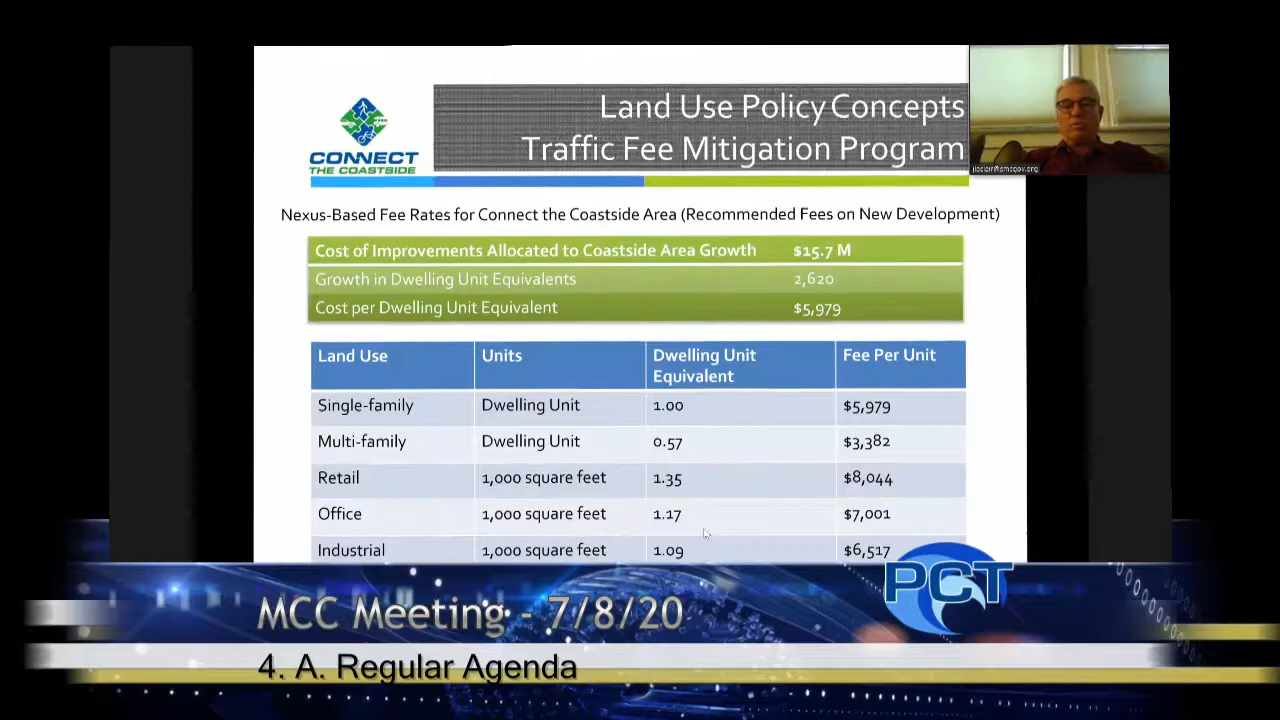 Land Use Policy Concepts
Traffic Fee Mitigation Program
CONNECT
THE COASTSIDE
Nexus-Based Fee Rates for Connect the Coastside Area (Recommended Fees on New Development)
Cost of Improvements Allocated to Coastside Area Growth $15.7 M
Growth in Dwelling Unit Equivalents 2,620
Cost per Dwelling Unit Equivalent $5,979
Land Use Units Dwelling Unit Equivalent Fee Per Unit
Single-family Dwelling Unit 1.00 $5,979
Multi-family Dwelling Unit 0.57 $3,382
Retail 1,000 square feet 1.35 $8,044
Office 1,000 square feet 1.17 $7,001
Industrial 1,000 square feet 1.09 $6,517
PCT
MCC Meeting - 7/8/20
4. A. Regular Agenda